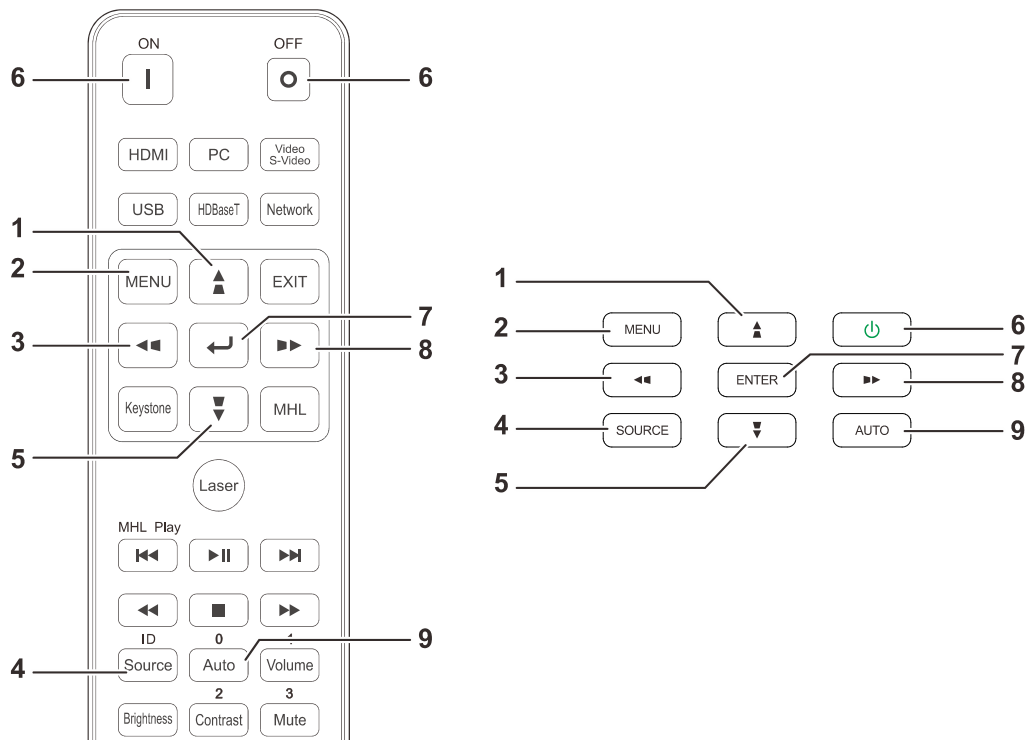 ON OFF
6 I O 6
HDMI PC Video S-Video
USB HDBaseT Network
1
2 MENU EXIT
7
3 8
Keystone MHL
5
Laser
MHL Play
ID 0
9
4 Source Auto Volume
2 3
Brightness Contrast Mute
1
2 MENU 6
7
3 ENTER 8
4 SOURCE AUTO 9
5